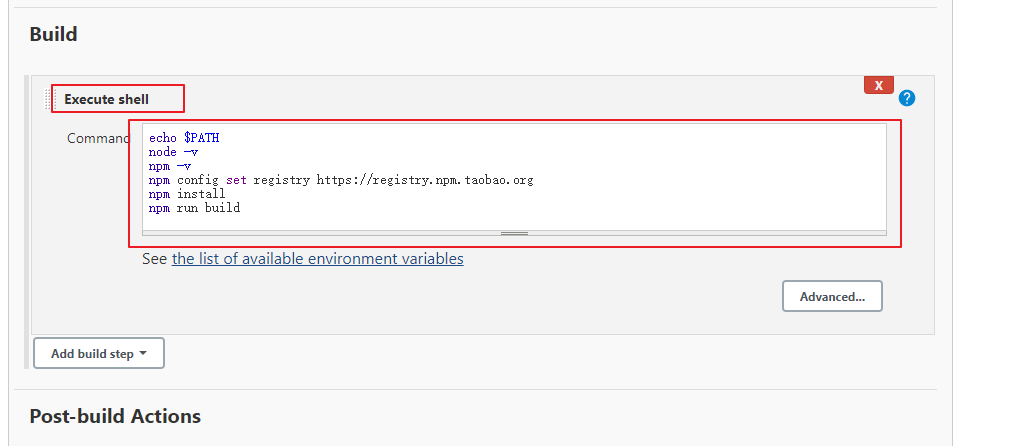 Build
Execute shell
X
?
Command
echo $PATH
node -v
npm -v
npm config set registry https://registry.npm.taobao.org
npm install
npm run build
See the list of available environment variables
Advanced...
Add build step
Post-build Actions